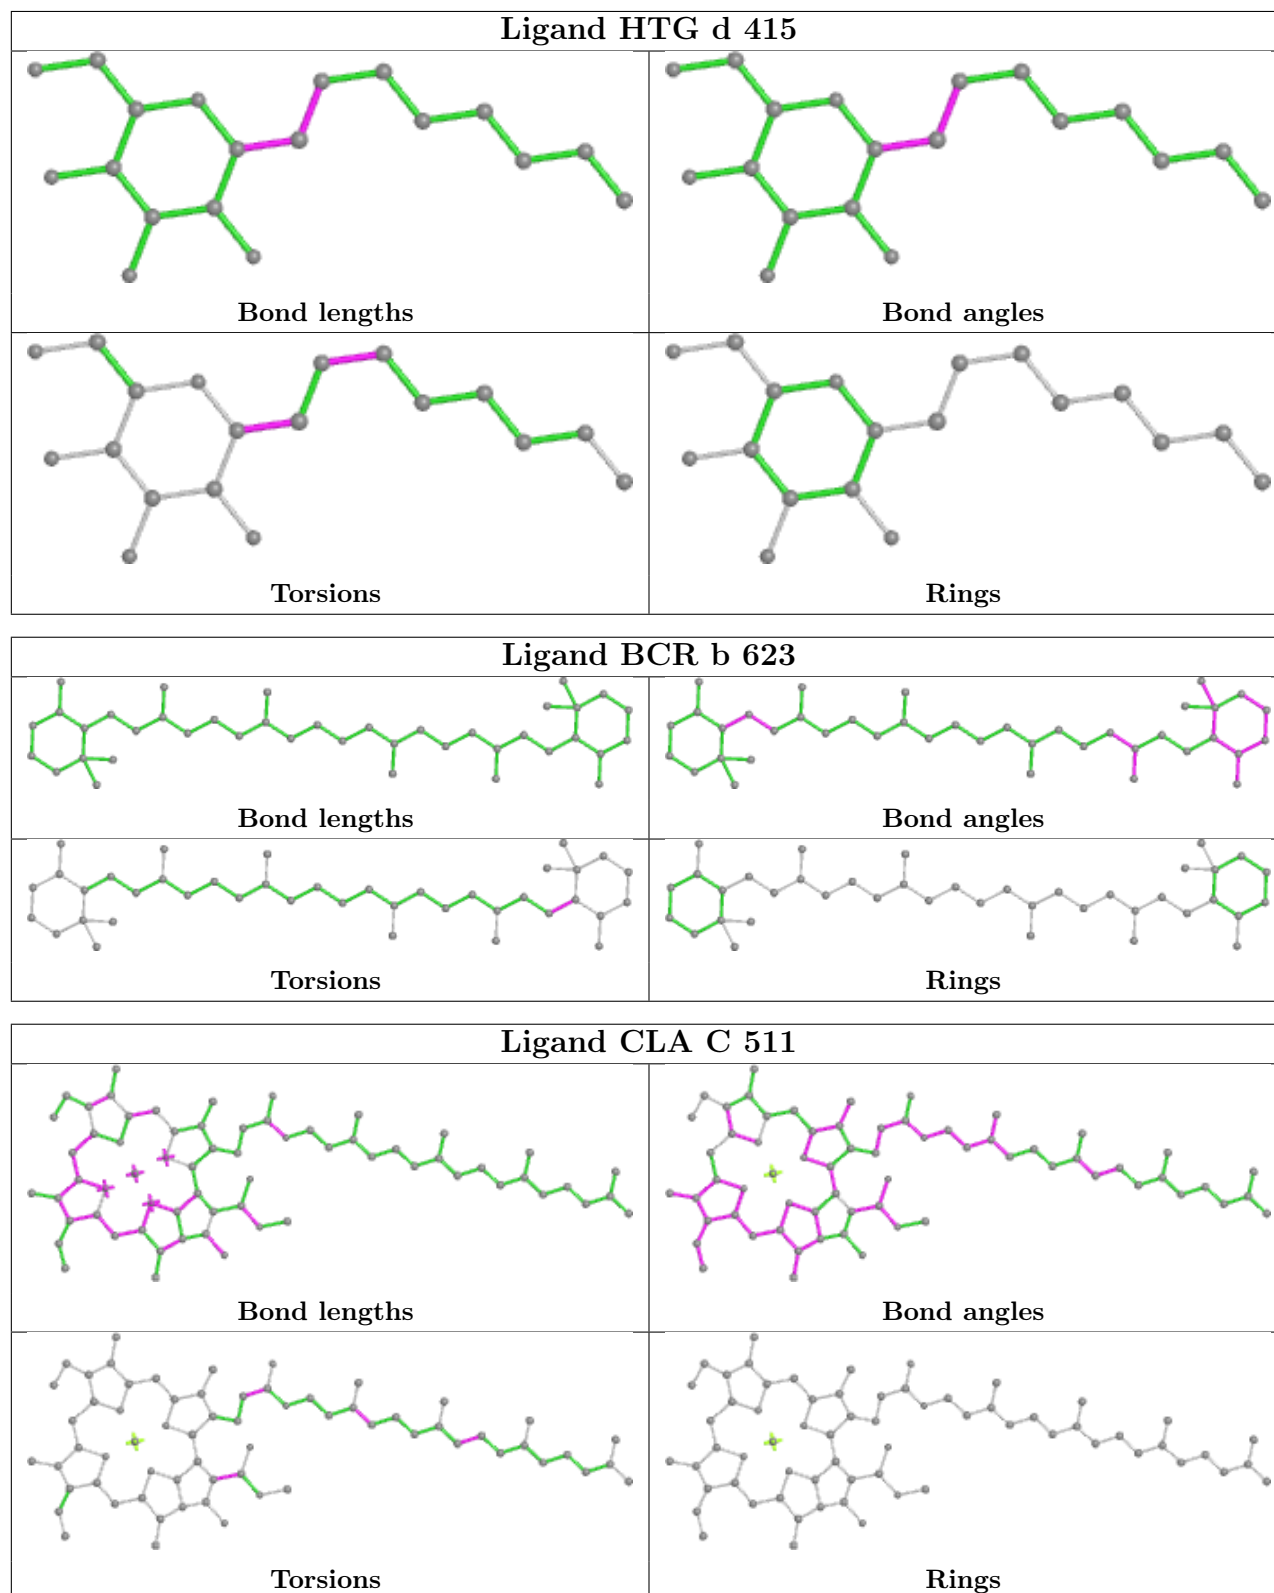 Ligand HTG d 415
Bond lengths
Bond angles
Torsions
Rings
Ligand BCR b 623
Bond lengths
Bond angles
Torsions
Rings
Ligand CLA C 511
Bond lengths
Bond angles
Torsions
Rings